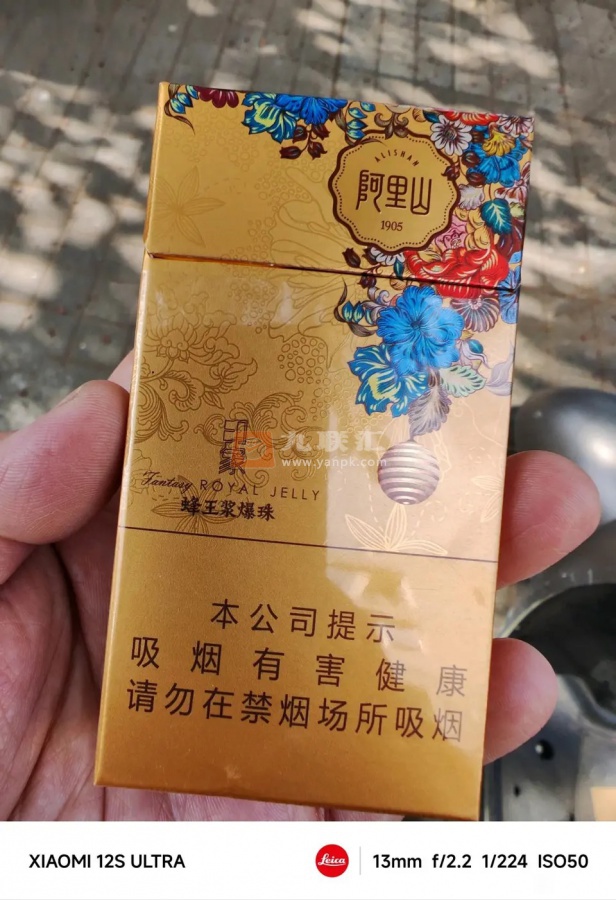 ALISHAN
阿里山
1905
印象
九联汇
www.yanpk.com
Fantasy ROYAL JELLY
蜂王浆爆珠
本公司提示
吸烟有害健康
请勿在禁烟场所吸烟
XIAOMI 12S ULTRA
Leica
13mm f/2.2 1/224 ISO50